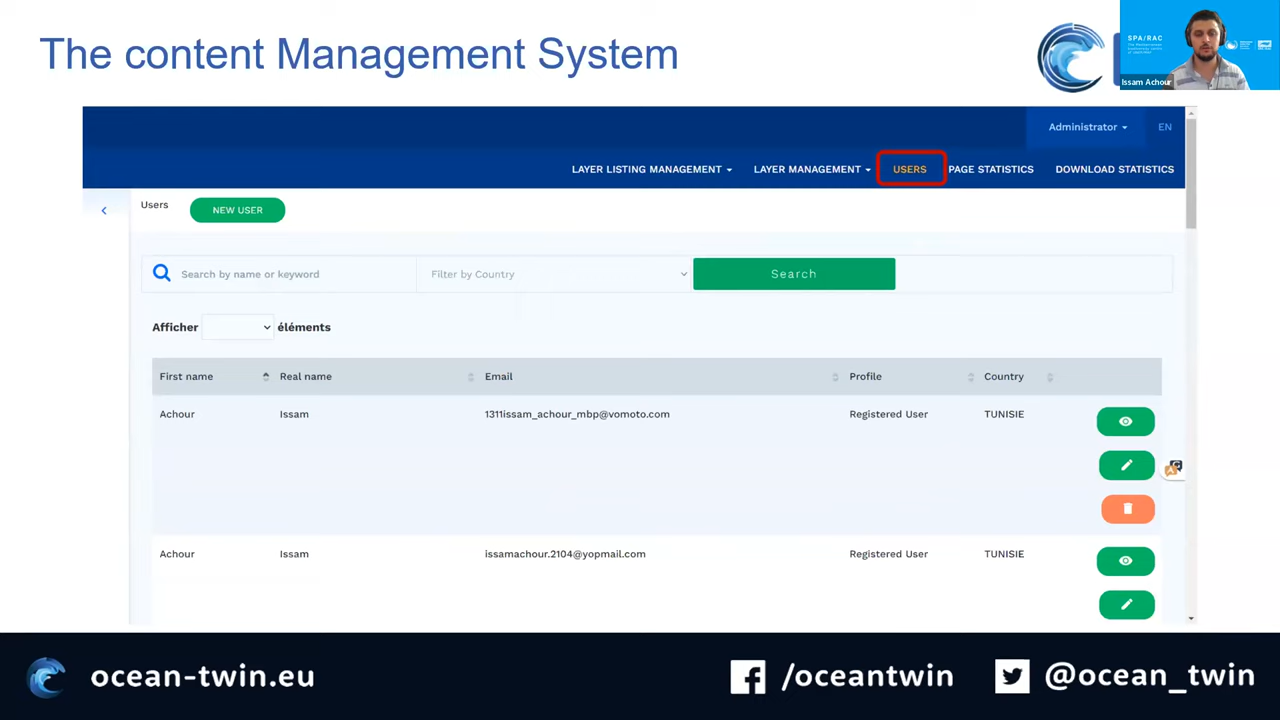 The content Management System
SPA/RAC
Issam Achour
Administrator EN
LAYER LISTING MANAGEMENT LAYER MANAGEMENT USERS PAGE STATISTICS DOWNLOAD STATISTICS
Users NEW USER
Search by name or keyword Filter by Country Search
Afficher éléments
First name Real name Email Profile Country
Achour Issam 1311issam_achour_mbp@vomoto.com Registered User TUNISIE
Achour Issam issamachour.2104@yopmail.com Registered User TUNISIE
ocean-twin.eu /oceantwin @ocean_twin